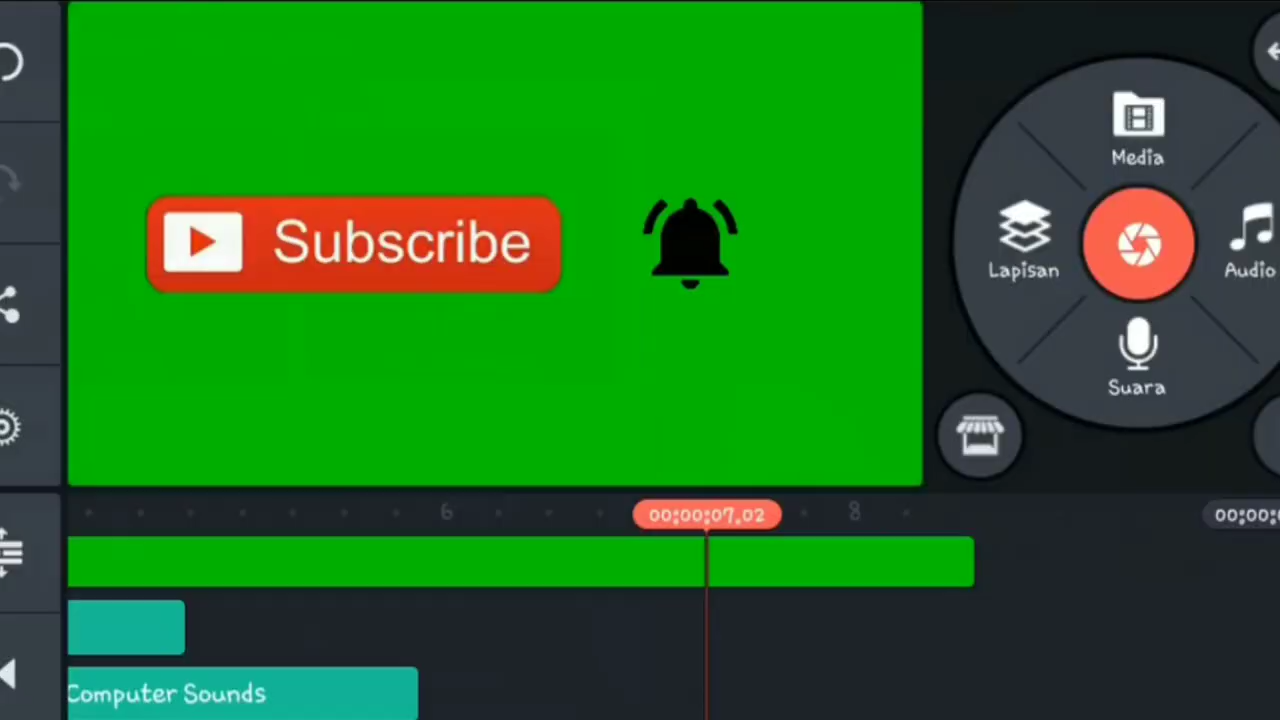 Media
Subscribe
Lapisan
Audio
Suara
6
00:00:07.02
8
Computer Sounds